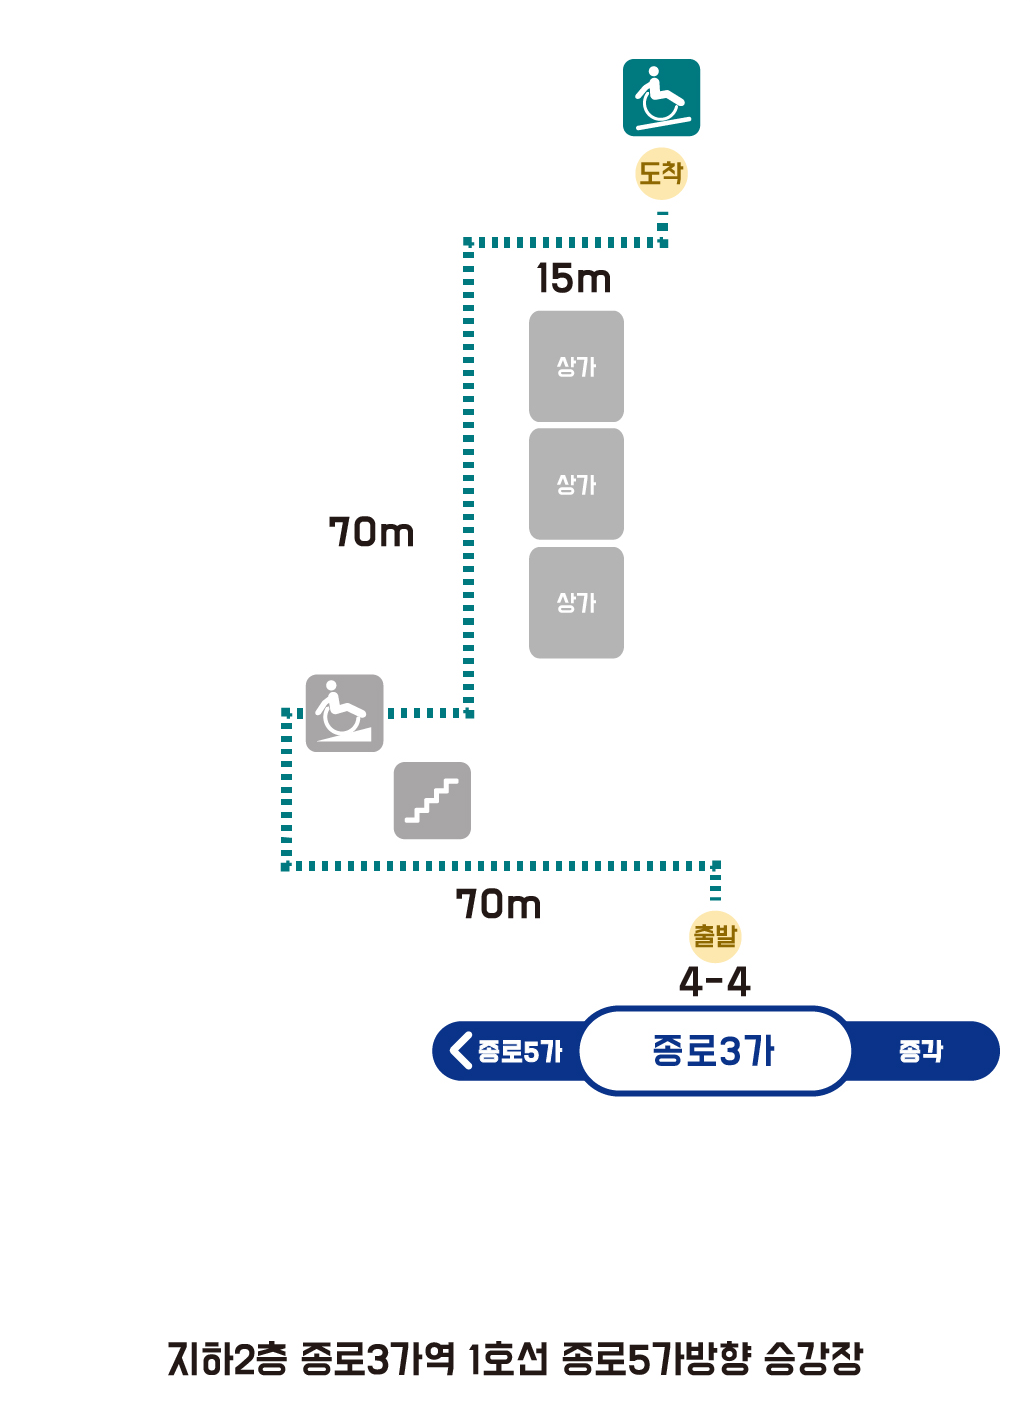 도착
15m
상가
상가
70m
상가
70m
출발
4-4
종로5가
종로3가
종각
지하2층 종로3가역 1호선 종로5가방향 승강장